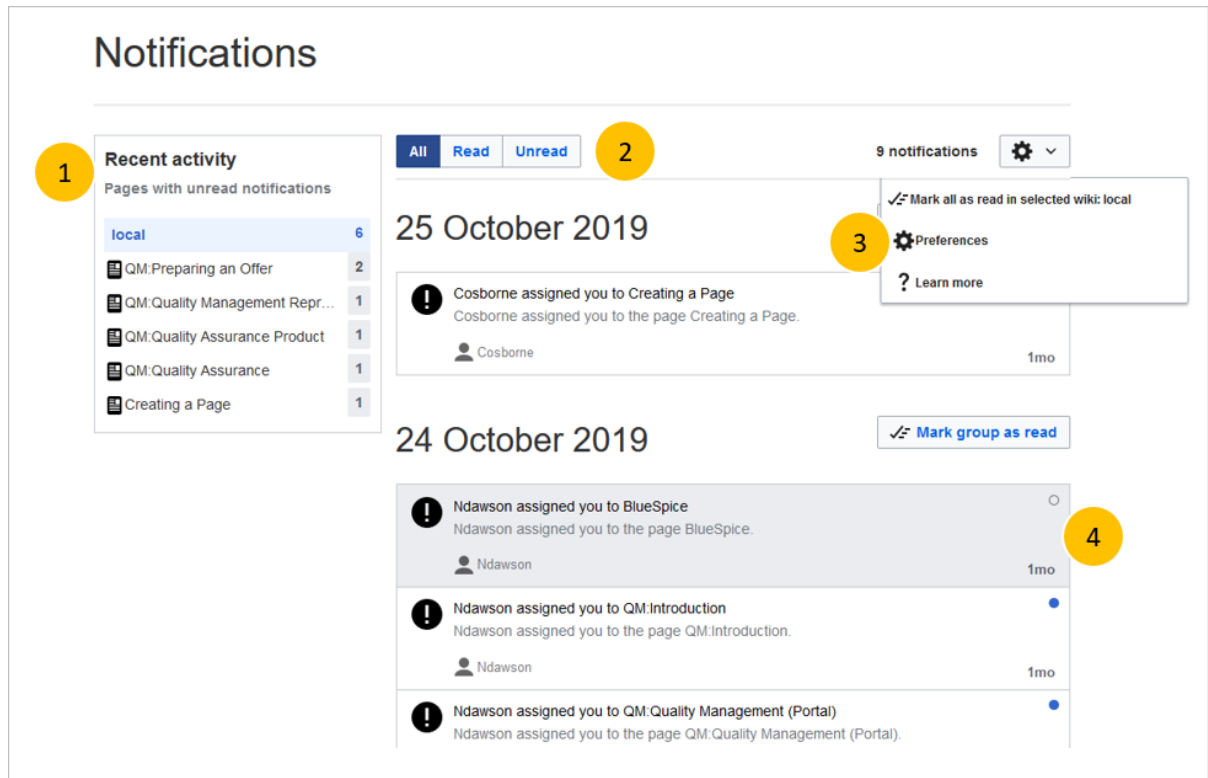 Notifications
1
Recent activity
Pages with unread notifications
local 6
QM:Preparing an Offer 2
QM:Quality Management Repr... 1
QM:Quality Assurance Product 1
QM:Quality Assurance 1
Creating a Page 1
All Read Unread
2
9 notifications
Mark all as read in selected wiki: local
3
Preferences
? Learn more
25 October 2019
Cosborne assigned you to Creating a Page
Cosborne assigned you to the page Creating a Page.
Cosborne
1mo
24 October 2019
Mark group as read
Ndawson assigned you to BlueSpice
Ndawson assigned you to the page BlueSpice.
Ndawson
1mo
4
Ndawson assigned you to QM:Introduction
Ndawson assigned you to the page QM:Introduction.
Ndawson
1mo
Ndawson assigned you to QM:Quality Management (Portal)
Ndawson assigned you to the page QM:Quality Management (Portal).